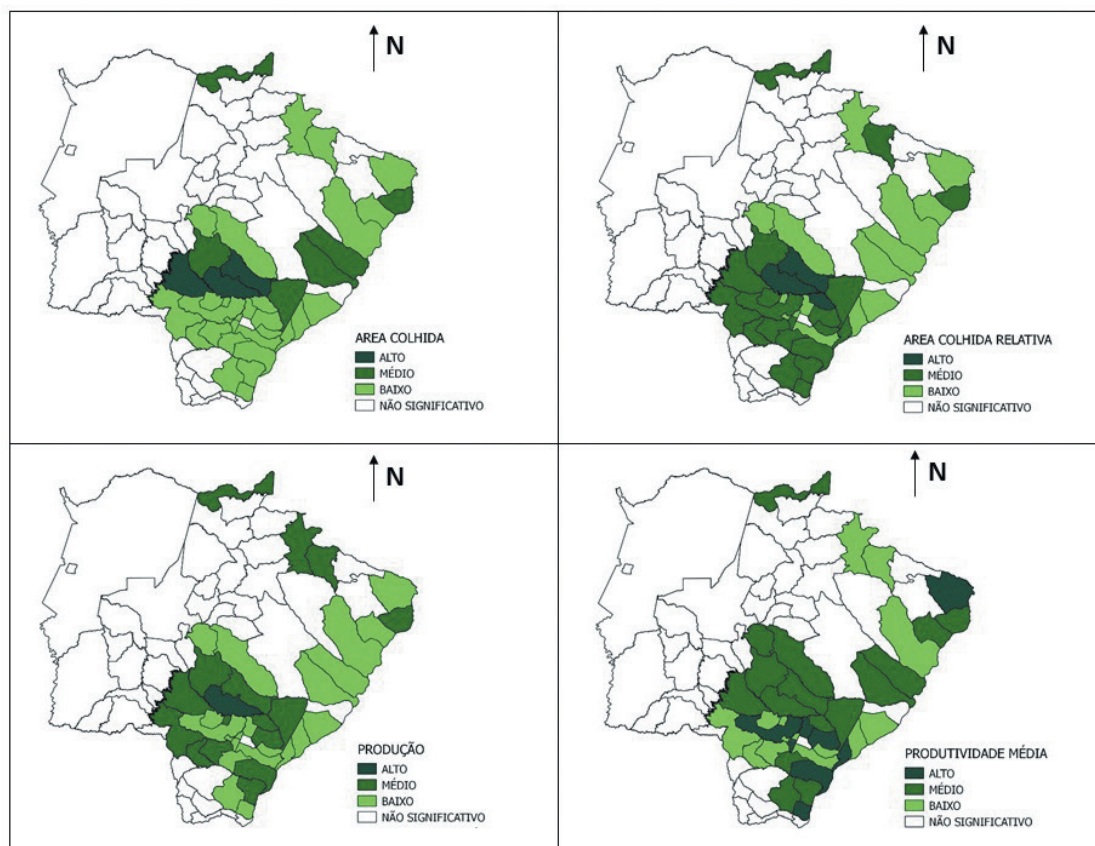 N
AREA COLHIDA
ALTO
MÉDIO
BAIXO
NÃO SIGNIFICATIVO
N
AREA COLHIDA RELATIVA
ALTO
MÉDIO
BAIXO
NÃO SIGNIFICATIVO
N
PRODUÇÃO
ALTO
MÉDIO
BAIXO
NÃO SIGNIFICATIVO
N
PRODUTIVIDADE MÉDIA
ALTO
MÉDIO
BAIXO
NÃO SIGNIFICATIVO